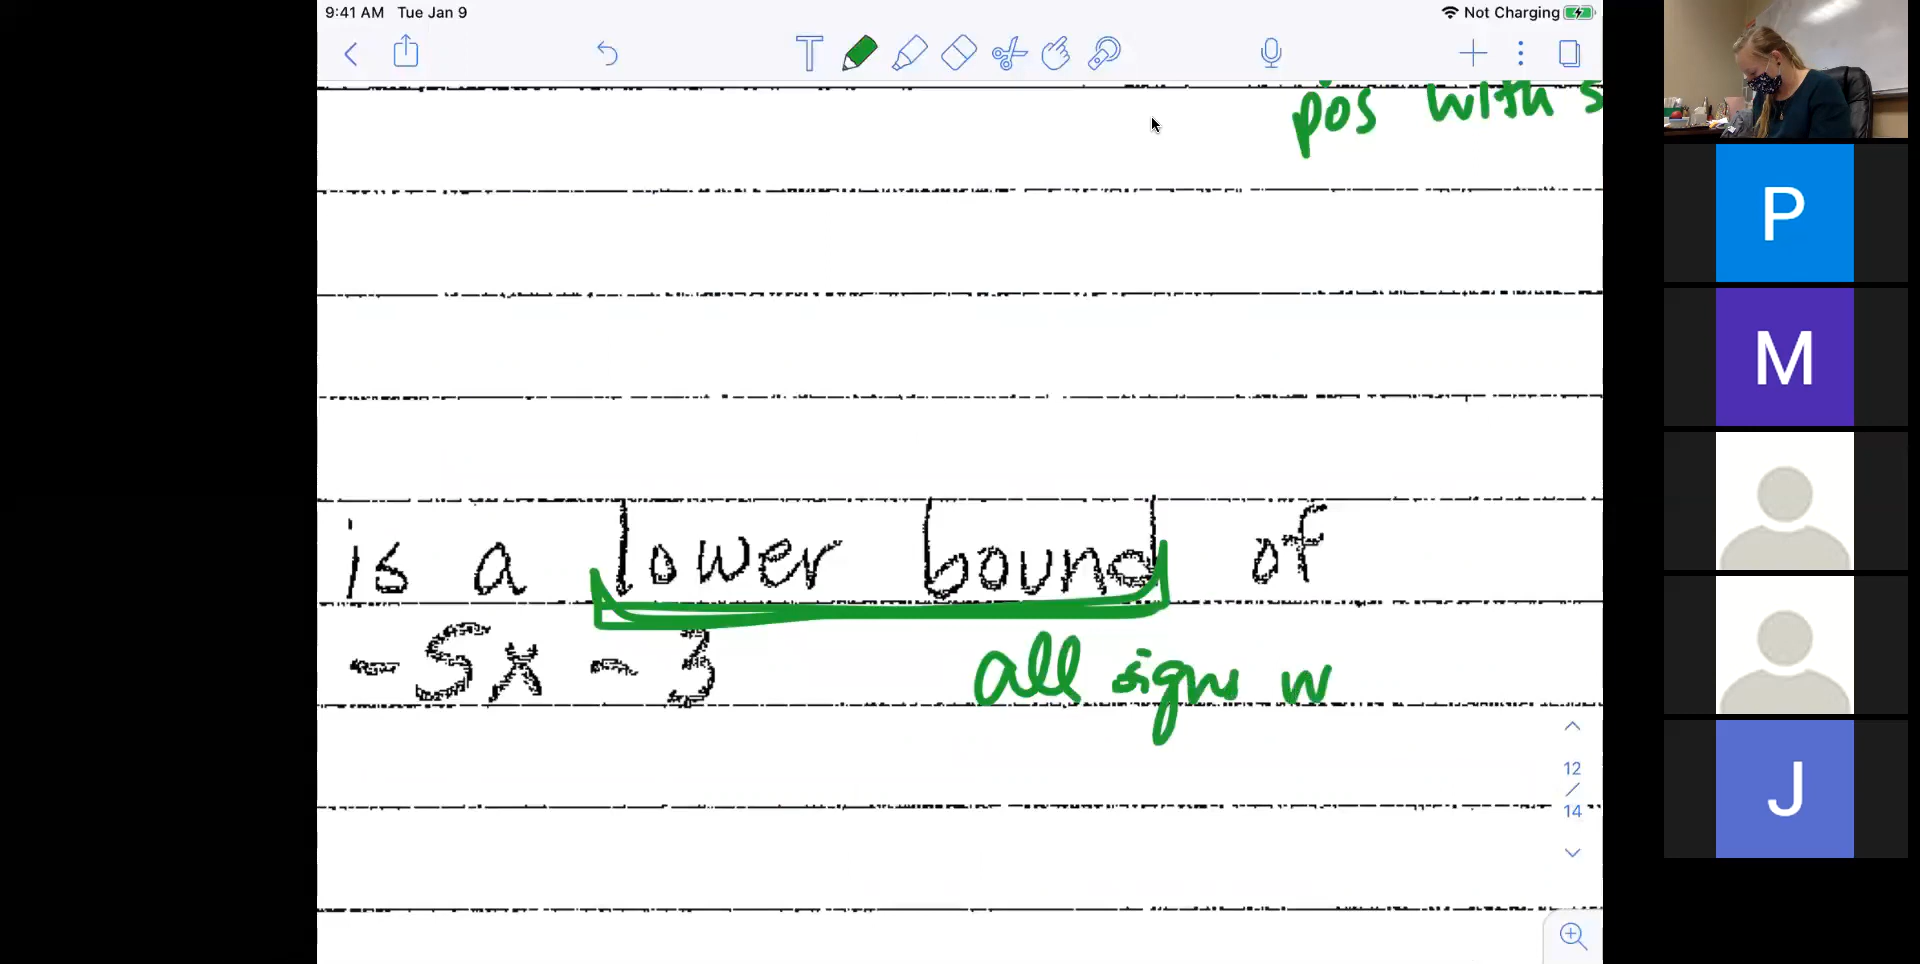 9:41 AM Tue Jan 9
Not Charging
T
pos with s
is a lower bound of
-5x - 3
all signs w
12
/
14
P
M
J